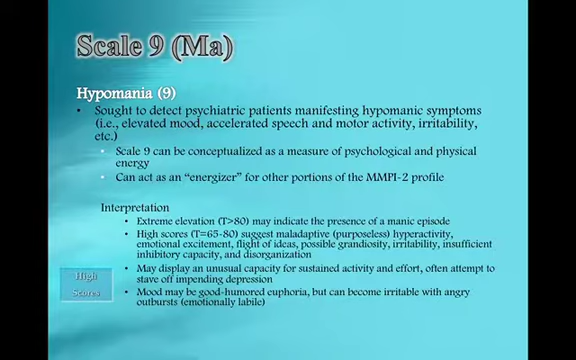 Scale 9 (Ma)
Hypomania (9)
• Sought to detect psychiatric patients manifesting hypomanic symptoms
(i.e., elevated mood, accelerated speech and motor activity, irritability,
etc.)
• Scale 9 can be conceptualized as a measure of psychological and physical
energy
• Can act as an “energizer” for other portions of the MMPI-2 profile
Interpretation
• Extreme elevation (T>80) may indicate the presence of a manic episode
• High scores (T=65-80) suggest maladaptive (purposeless) hyperactivity,
emotional excitement, flight of ideas, possible grandiosity, irritability, insufficient
inhibitory capacity, and disorganization
• May display an unusual capacity for sustained activity and effort, often attempt to
stave off impending depression
• Mood may be good-humored euphoria, but can become irritable with angry
outbursts (emotionally labile)
High
Scores